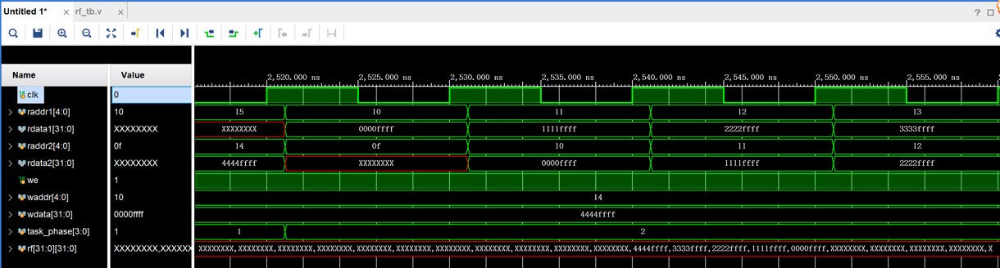 Untitled 1* × rf_tb.v ×
? 
Name Value
2,520.000 ns 2,525.000 ns 2,530.000 ns 2,535.000 ns 2,540.000 ns 2,545.000 ns 2,550.000 ns 2,555.000 ns
clk 0
raddr1[4:0] 10 15 10 11 12 13
rdata1[31:0] XXXXXXXX XXXXXXXX 0000ffff 1111ffff 2222ffff 3333ffff
raddr2[4:0] 0f 14 0f 10 11 12
rdata2[31:0] XXXXXXXX 4444ffff XXXXXXXX 0000ffff 1111ffff 2222ffff
we 1
waddr[4:0] 10 14
wdata[31:0] 0000ffff 4444ffff
task_phase[3:0] 1 1 2
rf[31:0][31:0] XXXXXXXX,XXXXXX XXXXXXXX,XXXXXXXX,XXXXXXXX,XXXXXXXX,XXXXXXXX,XXXXXXXX,XXXXXXXX,XXXXXXXX,XXXXXXXX,XXXXXXXX,XXXXXXXX,4444ffff,3333ffff,2222ffff,1111ffff,0000ffff,XXXXXXXX,XXXXXXXX,XXXXXXXX,XXXXXXXX,X